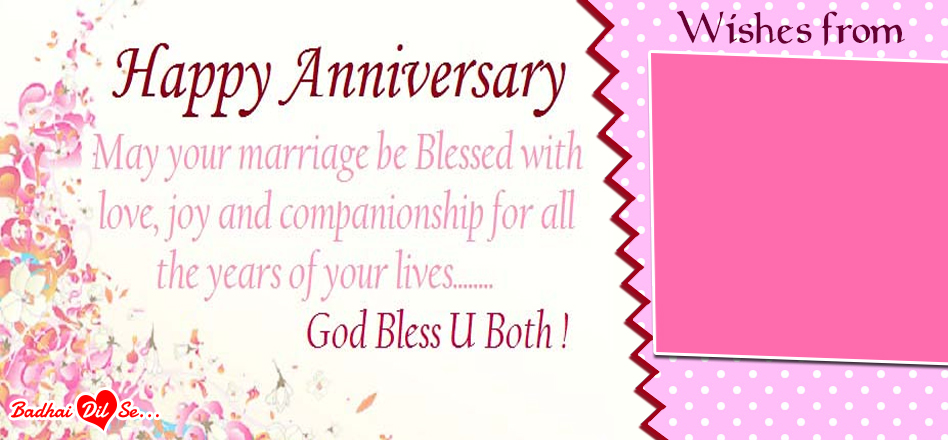 Happy Anniversary
May your marriage be Blessed with
love, joy and companionship for all
the years of your lives........
God Bless U Both !
Wishes from
Badhai Dil Se...